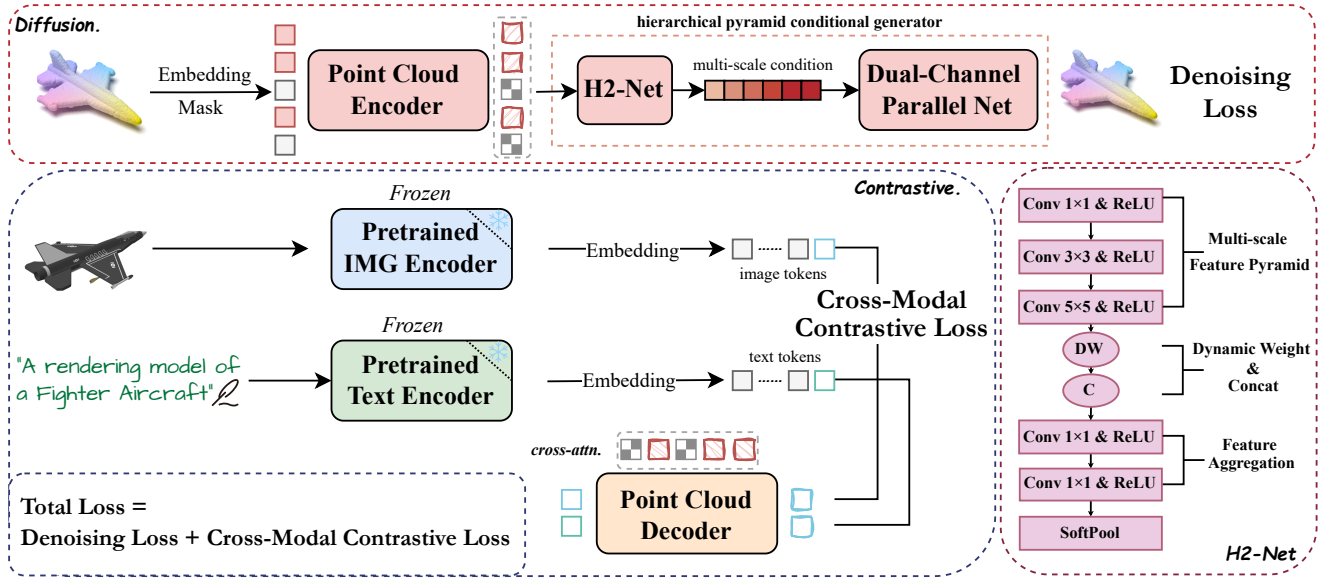 Diffusion.
hierarchical pyramid conditional generator
Embedding
Mask
Point Cloud
Encoder
H2-Net
multi-scale condition
Dual-Channel
Parallel Net
Denoising
Loss
Contrastive.
Frozen
Pretrained
IMG Encoder
Embedding
image tokens
Cross-Modal
Contrastive Loss
Frozen
"A rendering model of
a Fighter Aircraft"
Pretrained
Text Encoder
Embedding
text tokens
cross-attn.
Point Cloud
Decoder
Total Loss =
Denoising Loss + Cross-Modal Contrastive Loss
Conv 1×1 & ReLU
Conv 3×3 & ReLU
Conv 5×5 & ReLU
Multi-scale
Feature Pyramid
DW
C
Dynamic Weight
&
Concat
Conv 1×1 & ReLU
Conv 1×1 & ReLU
Feature
Aggregation
SoftPool
H2-Net